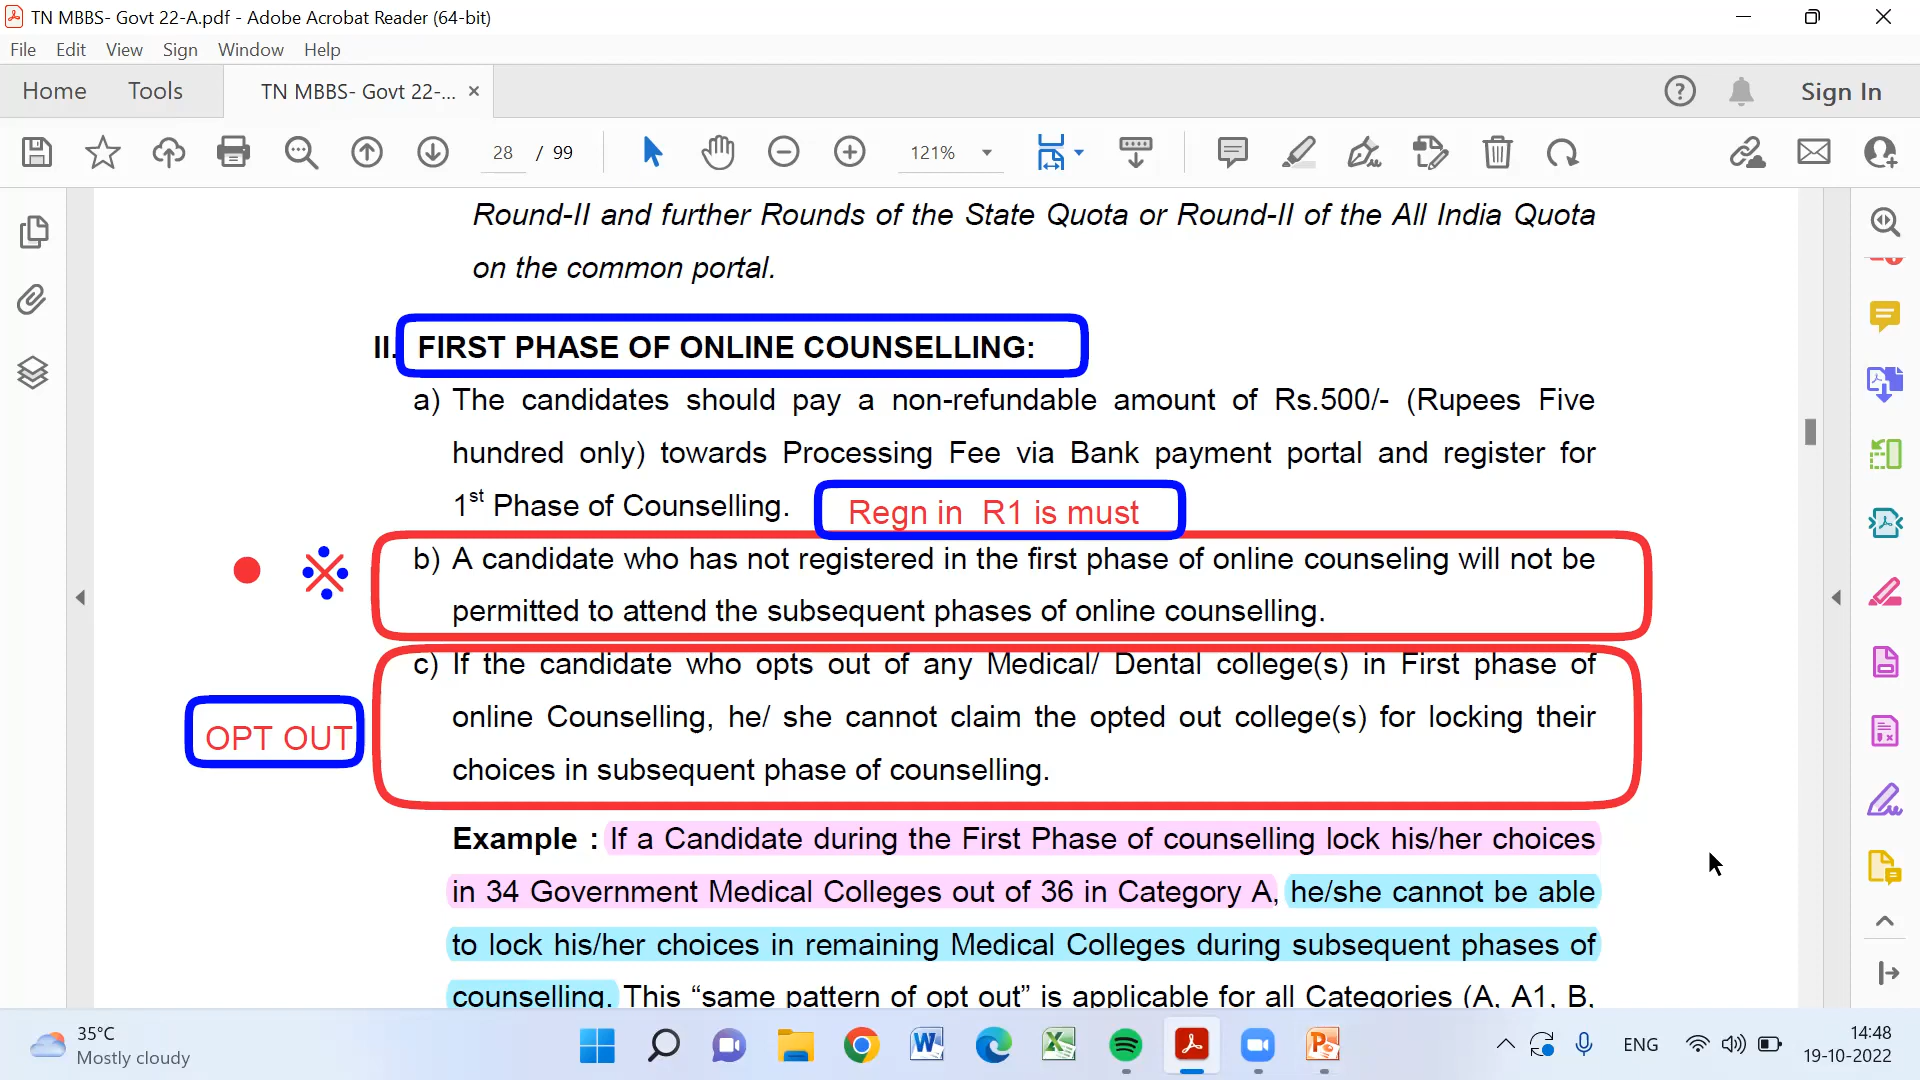 TN MBBS- Govt 22-A.pdf - Adobe Acrobat Reader (64-bit)
File Edit View Sign Window Help
Home Tools TN MBBS- Govt 22-... × Sign In
28 / 99 121%
Round-II and further Rounds of the State Quota or Round-II of the All India Quota
on the common portal.
II. FIRST PHASE OF ONLINE COUNSELLING:
a) The candidates should pay a non-refundable amount of Rs.500/- (Rupees Five
hundred only) towards Processing Fee via Bank payment portal and register for
1st Phase of Counselling. Regn in R1 is must
b) A candidate who has not registered in the first phase of online counseling will not be
permitted to attend the subsequent phases of online counselling.
c) If the candidate who opts out of any Medical/ Dental college(s) in First phase of
online Counselling, he/ she cannot claim the opted out college(s) for locking their
OPT OUT
choices in subsequent phase of counselling.
Example : If a Candidate during the First Phase of counselling lock his/her choices
in 34 Government Medical Colleges out of 36 in Category A, he/she cannot be able
to lock his/her choices in remaining Medical Colleges during subsequent phases of
counselling. This “same pattern of opt out” is applicable for all Categories (A, A1, B,
35°C
Mostly cloudy
ENG
14:48
19-10-2022